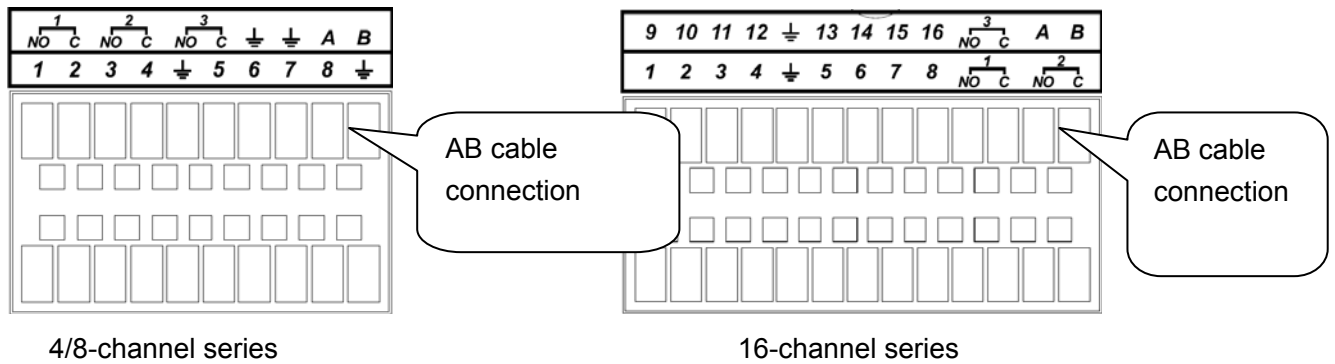 1 2 3
NO C NO C NO C ⏚ ⏚ A B
1 2 3 4 ⏚ 5 6 7 8 ⏚
AB cable
connection
4/8-channel series
3
9 10 11 12 ⏚ 13 14 15 16 NO C A B
1 2
1 2 3 4 ⏚ 5 6 7 8 NO C NO C
AB cable
connection
16-channel series